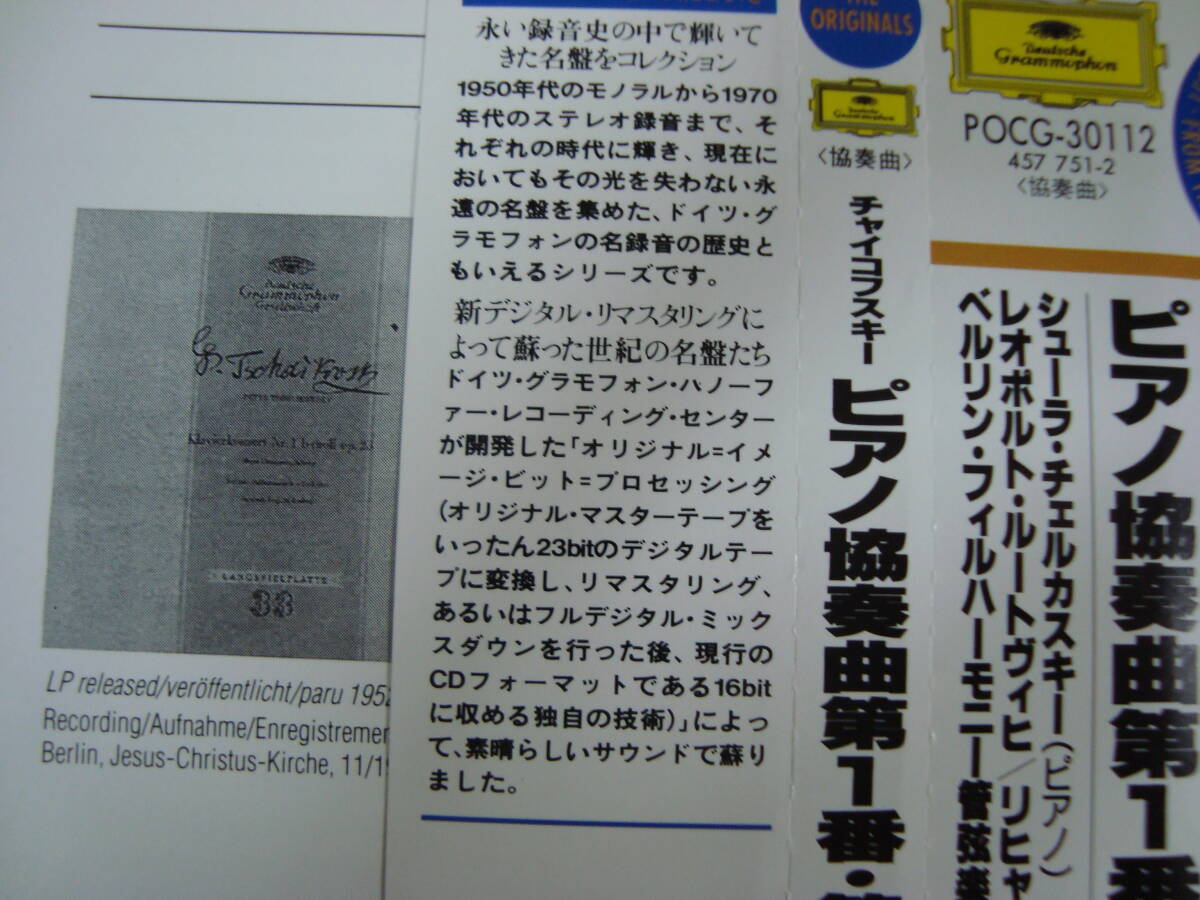 Deutsche
Grammophon
Gesellschaft
P. Tschaikowsky
Klavierkonzert Nr. 1 b-moll op. 23
LANGSPIELPLATTE
33
LP released/veröffentlicht/paru 195
Recording/Aufnahme/Enregistremen
Berlin, Jesus-Christus-Kirche, 11/19
永い録音史の中で輝いて
きた名盤をコレクション
1950年代のモノラルから1970
年代のステレオ録音まで、そ
れぞれの時代に輝き、現在に
おいてもその光を失わない永
遠の名盤を集めた、ドイツ・グ
ラモフォンの名録音の歴史と
もいえるシリーズです。
新デジタル・リマスタリングに
よって蘇った世紀の名盤たち
ドイツ・グラモフォン・ハノーフ
ァー・レコーディング・センター
が開発した「オリジナル=イメ
ージ・ビット=プロセッシング
(オリジナル・マスターテープを
いったん23bitのデジタルテー
プに変換し、リマスタリング、
あるいはフルデジタル・ミック
スダウンを行った後、現行の
CDフォーマットである16bit
に収める独自の技術)」によっ
て、素晴らしいサウンドで蘇り
ました。
THE
ORIGINALS
Deutsche
Grammophon
〈協奏曲〉
チャイコフスキー
ピアノ協奏曲第1番・
Deutsche
Grammophon
POCG-30112
457 751-2
〈協奏曲〉
ピアノ協奏曲第1番
シューラ・チェルカスキー(ピアノ)
レオポルト・ルートヴィヒ/リヒャ
ベルリン・フィルハーモニー管弦楽